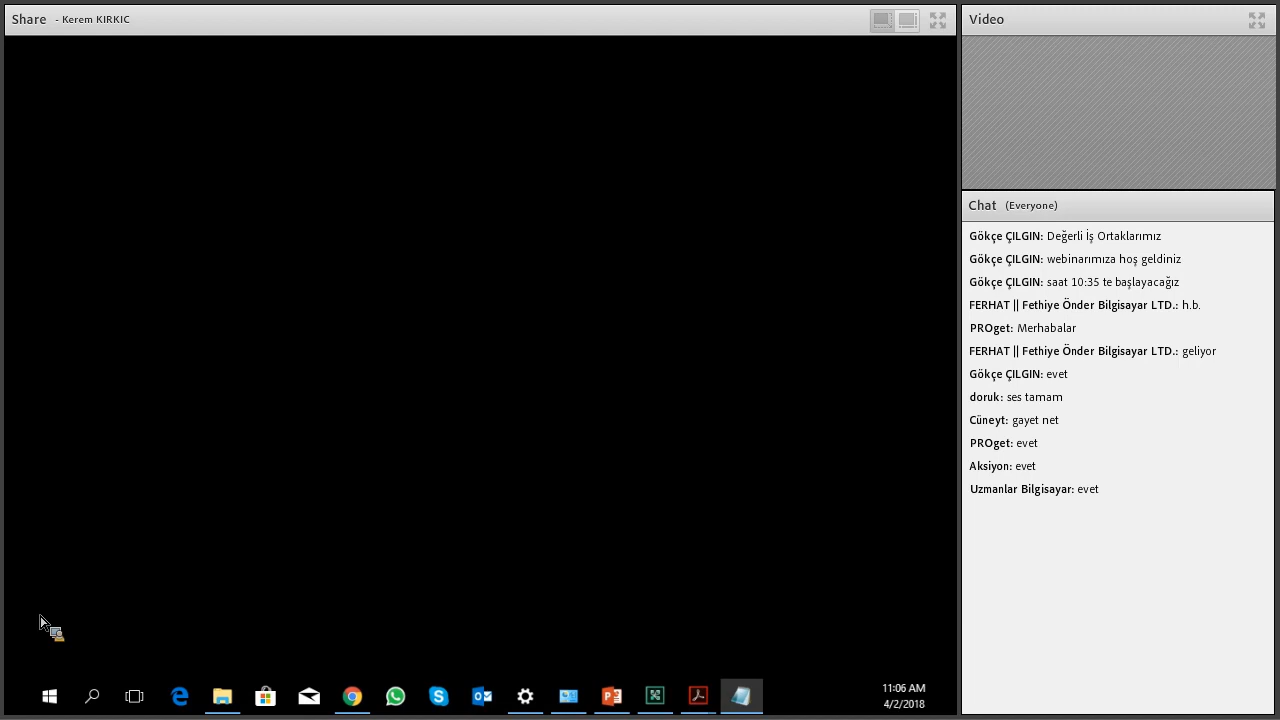 Share - Kerem KIRKIC
Video
Chat (Everyone)
Gökçe ÇILGIN: Değerli İş Ortaklarımız
Gökçe ÇILGIN: webinarımıza hoş geldiniz
Gökçe ÇILGIN: saat 10:35 te başlayacağız
FERHAT || Fethiye Önder Bilgisayar LTD.: h.b.
PROget: Merhabalar
FERHAT || Fethiye Önder Bilgisayar LTD.: geliyor
Gökçe ÇILGIN: evet
doruk: ses tamam
Cüneyt: gayet net
PROget: evet
Aksiyon: evet
Uzmanlar Bilgisayar: evet
11:06 AM
4/2/2018